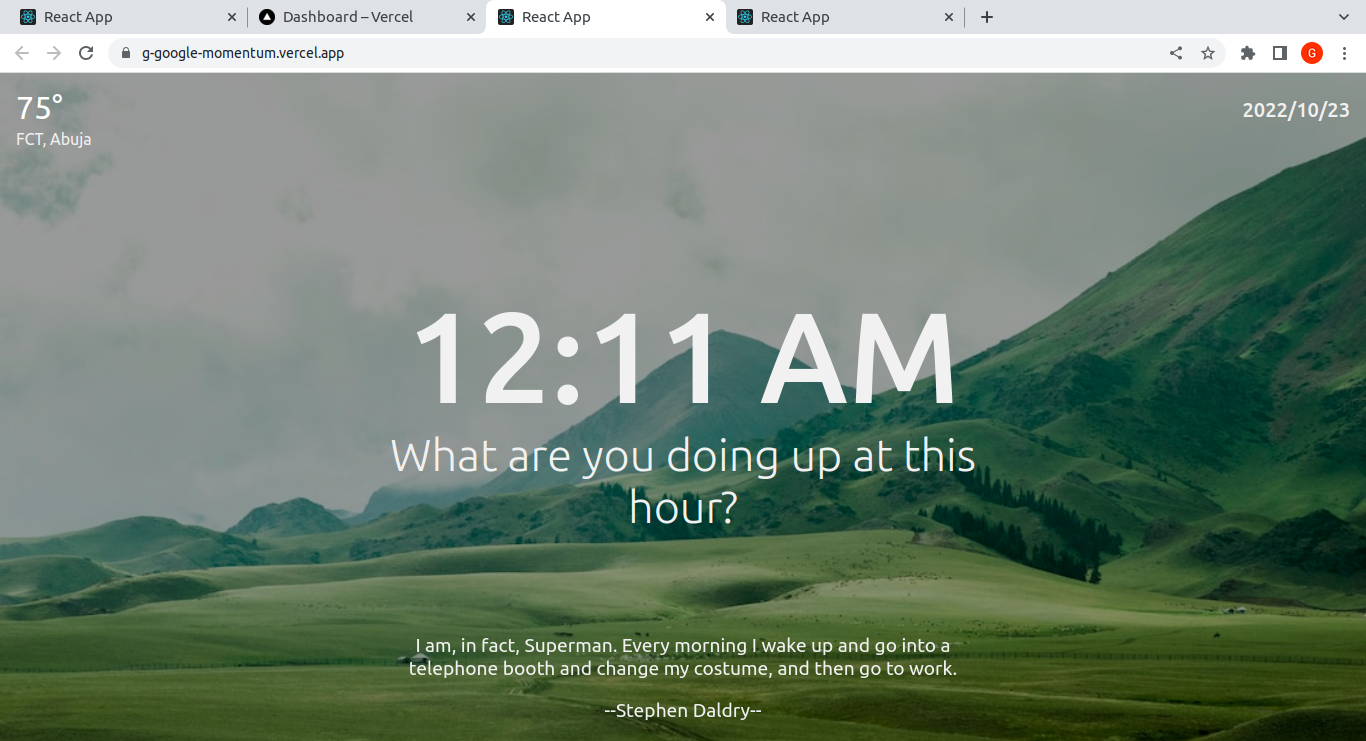 React App
Dashboard – Vercel
React App
React App
g-google-momentum.vercel.app
G
75°
FCT, Abuja
2022/10/23
12:11 AM
What are you doing up at this
hour?
I am, in fact, Superman. Every morning I wake up and go into a
telephone booth and change my costume, and then go to work.
--Stephen Daldry--